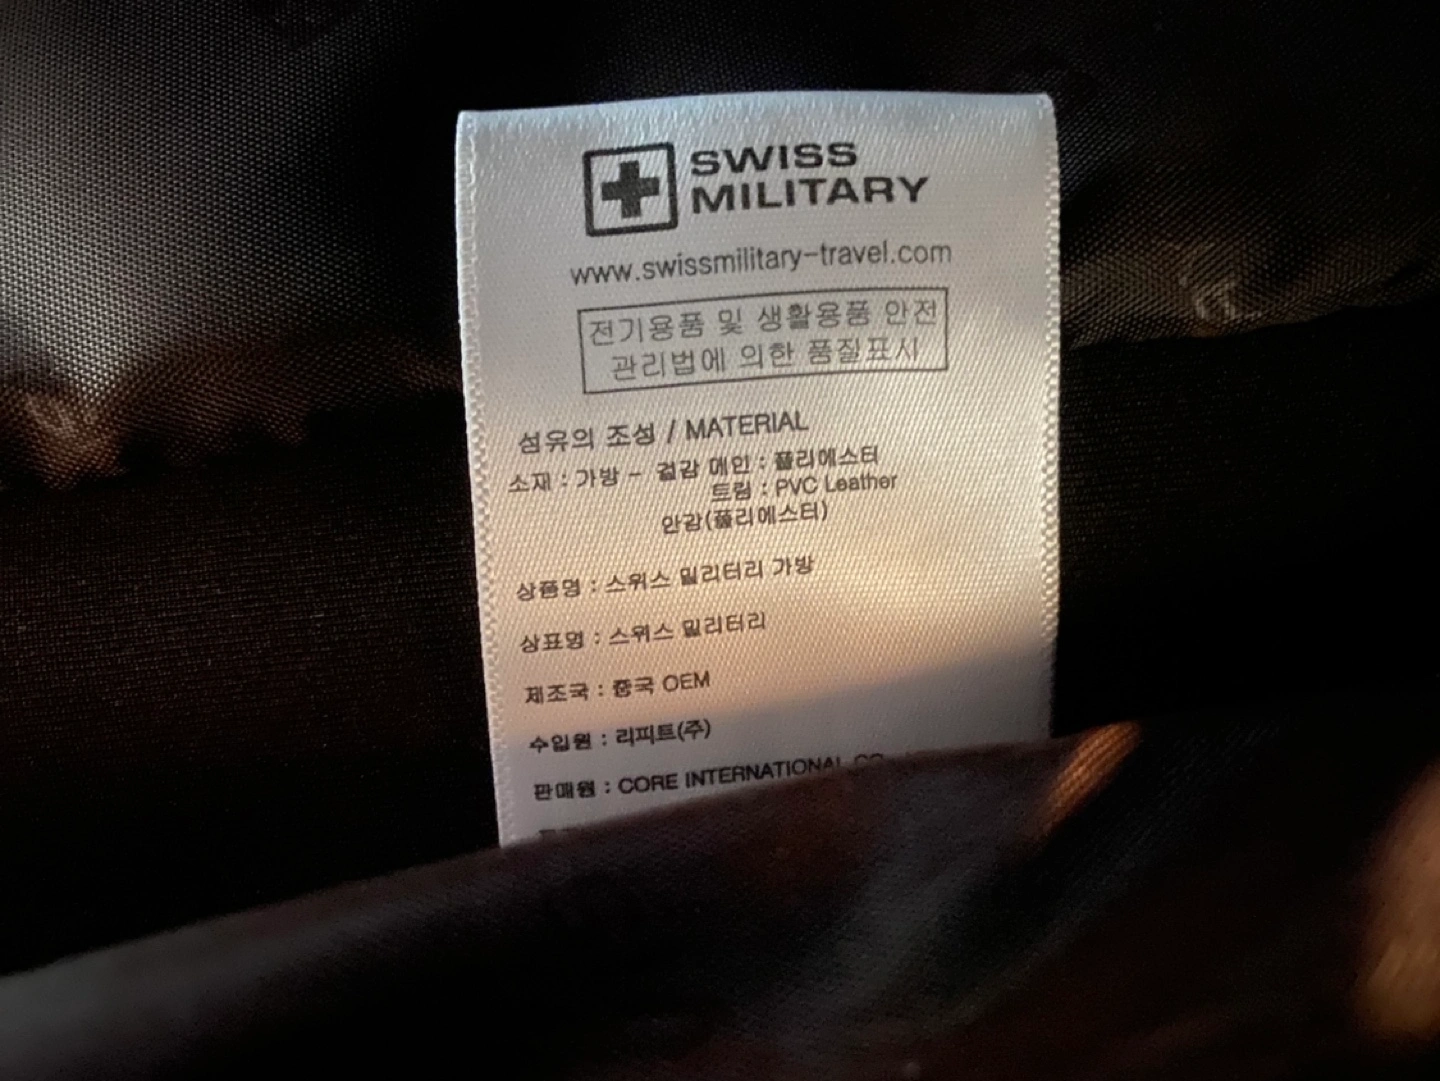 SWISS
MILITARY
www.swissmilitary-travel.com
전기용품 및 생활용품 안전
관리법에 의한 품질표시
섬유의 조성 / MATERIAL
소재 : 가방 - 겉감 메인 : 폴리에스터
트림 : PVC Leather
안감(폴리에스터)
상품명 : 스위스 밀리터리 가방
상표명 : 스위스 밀리터리
제조국 : 중국 OEM
수입원 : 리피트(주)
판매원 : CORE INTERNATIONAL CO